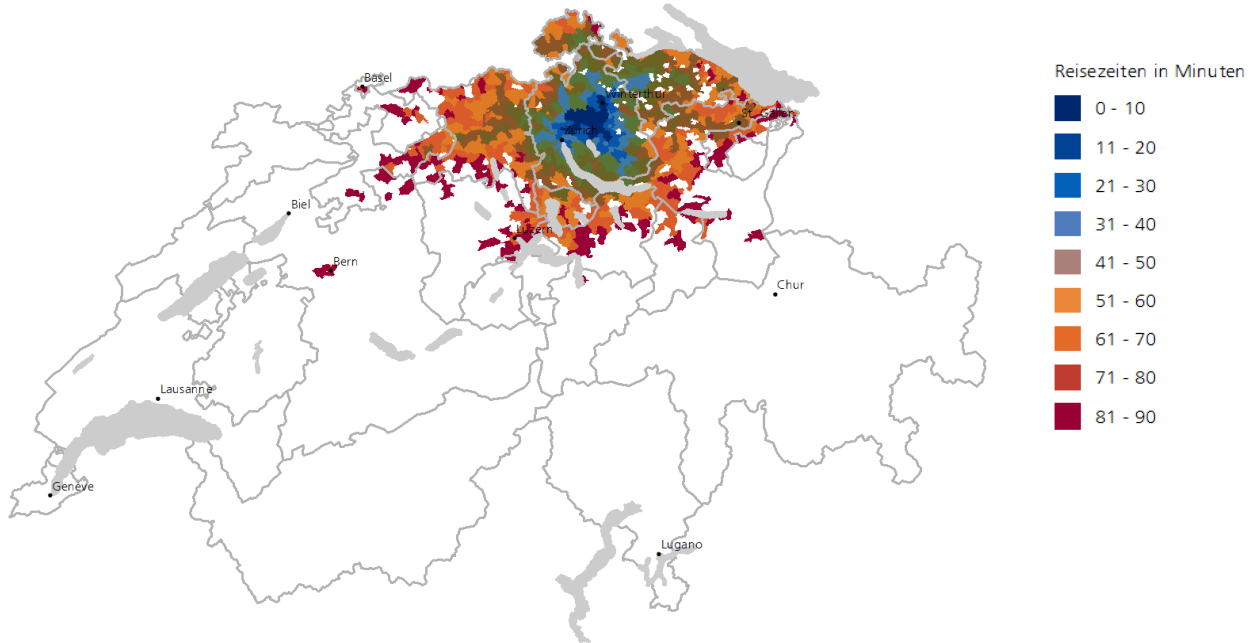 Reisezeiten in Minuten
0 - 10
11 - 20
21 - 30
31 - 40
41 - 50
51 - 60
61 - 70
71 - 80
81 - 90
Basel
Winterthur
St. Gallen
Zürich
Biel
Luzern
Bern
Chur
Lausanne
Genève
Lugano